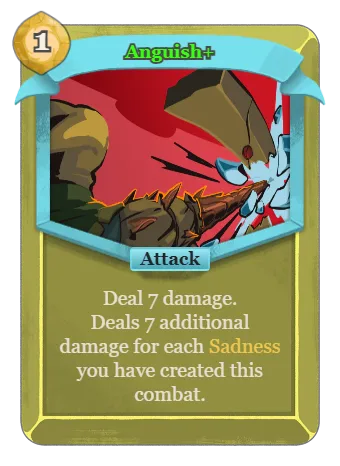 1
Anguish+
Attack
Deal 7 damage.
Deals 7 additional
damage for each Sadness
you have created this
combat.